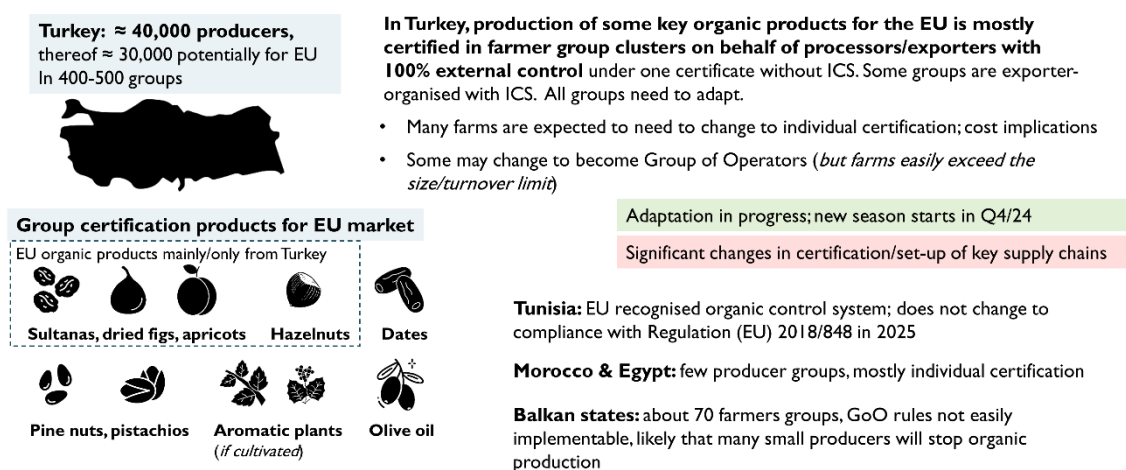 Turkey: ≈ 40,000 producers,
thereof ≈ 30,000 potentially for EU
In 400-500 groups
In Turkey, production of some key organic products for the EU is mostly
certified in farmer group clusters on behalf of processors/exporters with
100% external control under one certificate without ICS. Some groups are exporter-
organised with ICS. All groups need to adapt.
• Many farms are expected to need to change to individual certification; cost implications
• Some may change to become Group of Operators (but farms easily exceed the
size/turnover limit)
Adaptation in progress; new season starts in Q4/24
Significant changes in certification/set-up of key supply chains
Group certification products for EU market
EU organic products mainly/only from Turkey
Sultanas, dried figs, apricots
Hazelnuts
Dates
Pine nuts, pistachios
Aromatic plants
(if cultivated)
Olive oil
Tunisia: EU recognised organic control system; does not change to
compliance with Regulation (EU) 2018/848 in 2025
Morocco & Egypt: few producer groups, mostly individual certification
Balkan states: about 70 farmers groups, GoO rules not easily
implementable, likely that many small producers will stop organic
production